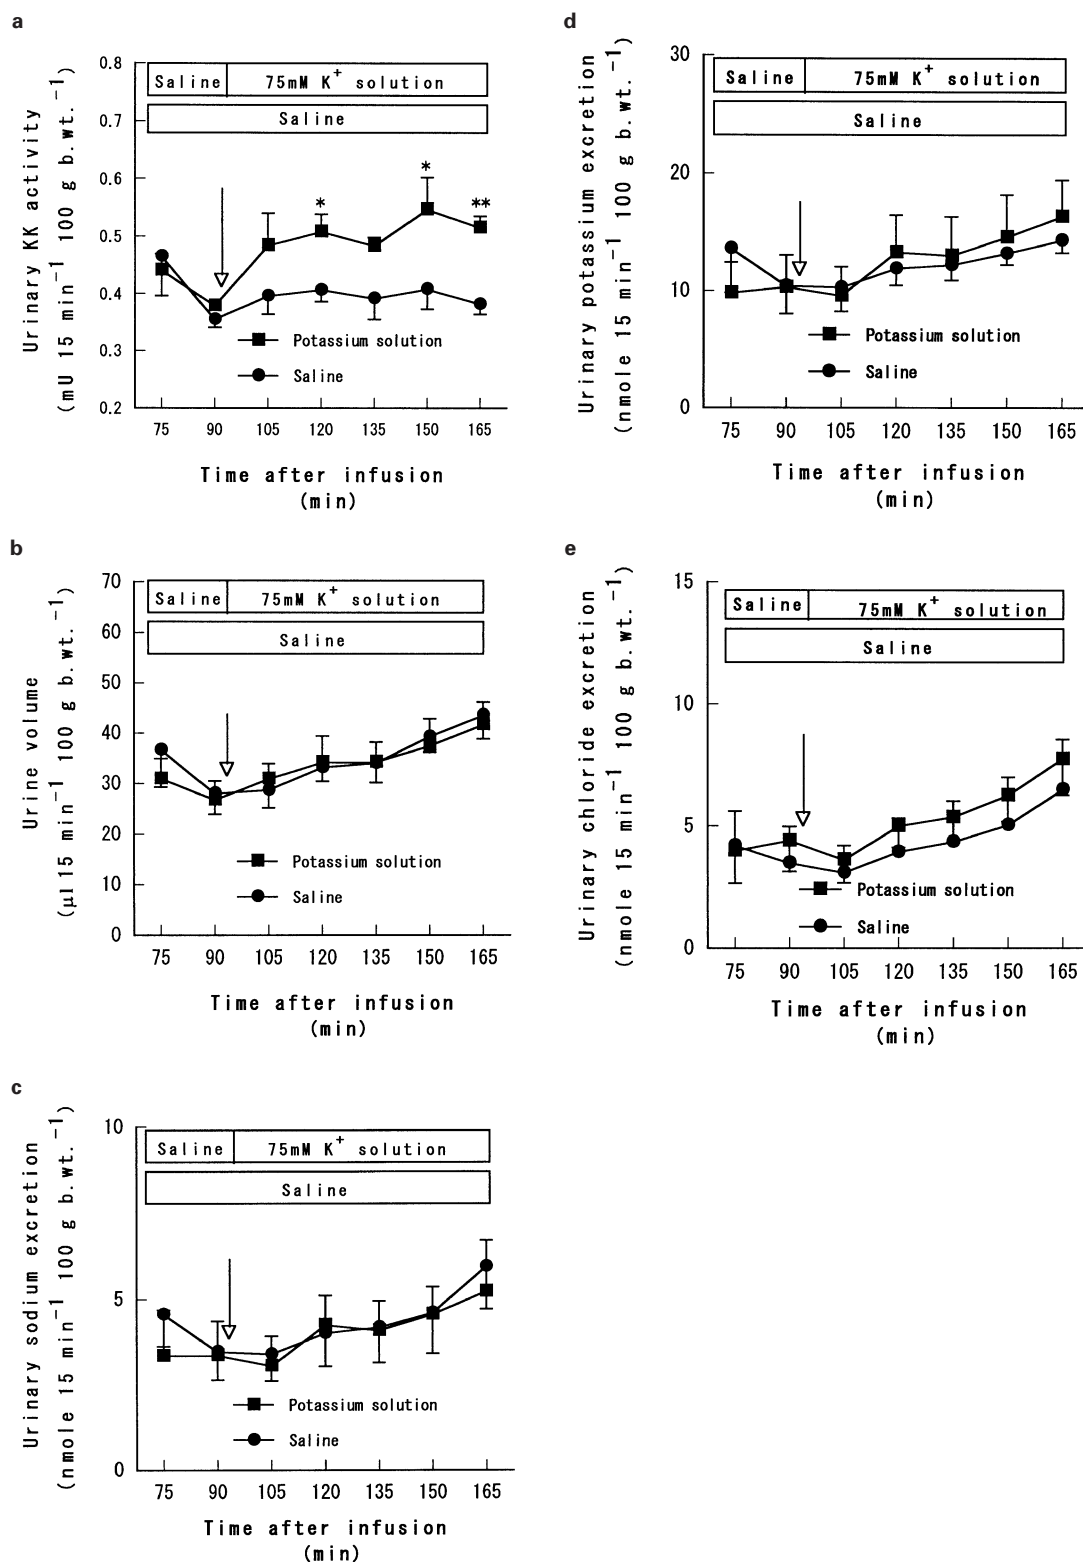 a
Urinary KK activity
(mU 15 min⁻¹ 100 g b.wt.⁻¹)
0.8
0.7
0.6
0.5
0.4
0.3
0.2
Saline
75mM K⁺ solution
Saline
*
*
**
Potassium solution
Saline
75 90 105 120 135 150 165
Time after infusion
(min)
b
Urine volume
(µl 15 min⁻¹ 100 g b.wt.⁻¹)
70
60
50
40
30
20
10
0
Saline
75mM K⁺ solution
Saline
Potassium solution
Saline
75 90 105 120 135 150 165
Time after infusion
(min)
c
Urinary sodium excretion
(nmole 15 min⁻¹ 100 g b.wt.⁻¹)
10
5
0
Saline
75mM K⁺ solution
Saline
Potassium solution
Saline
75 90 105 120 135 150 165
Time after infusion
(min)
d
Urinary potassium excretion
(nmole 15 min⁻¹ 100 g b.wt.⁻¹)
30
20
10
0
Saline
75mM K⁺ solution
Saline
Potassium solution
Saline
75 90 105 120 135 150 165
Time after infusion
(min)
e
Urinary chloride excretion
(nmole 15 min⁻¹ 100 g b.wt.⁻¹)
15
10
5
0
Saline
75mM K⁺ solution
Saline
Potassium solution
Saline
75 90 105 120 135 150 165
Time after infusion
(min)